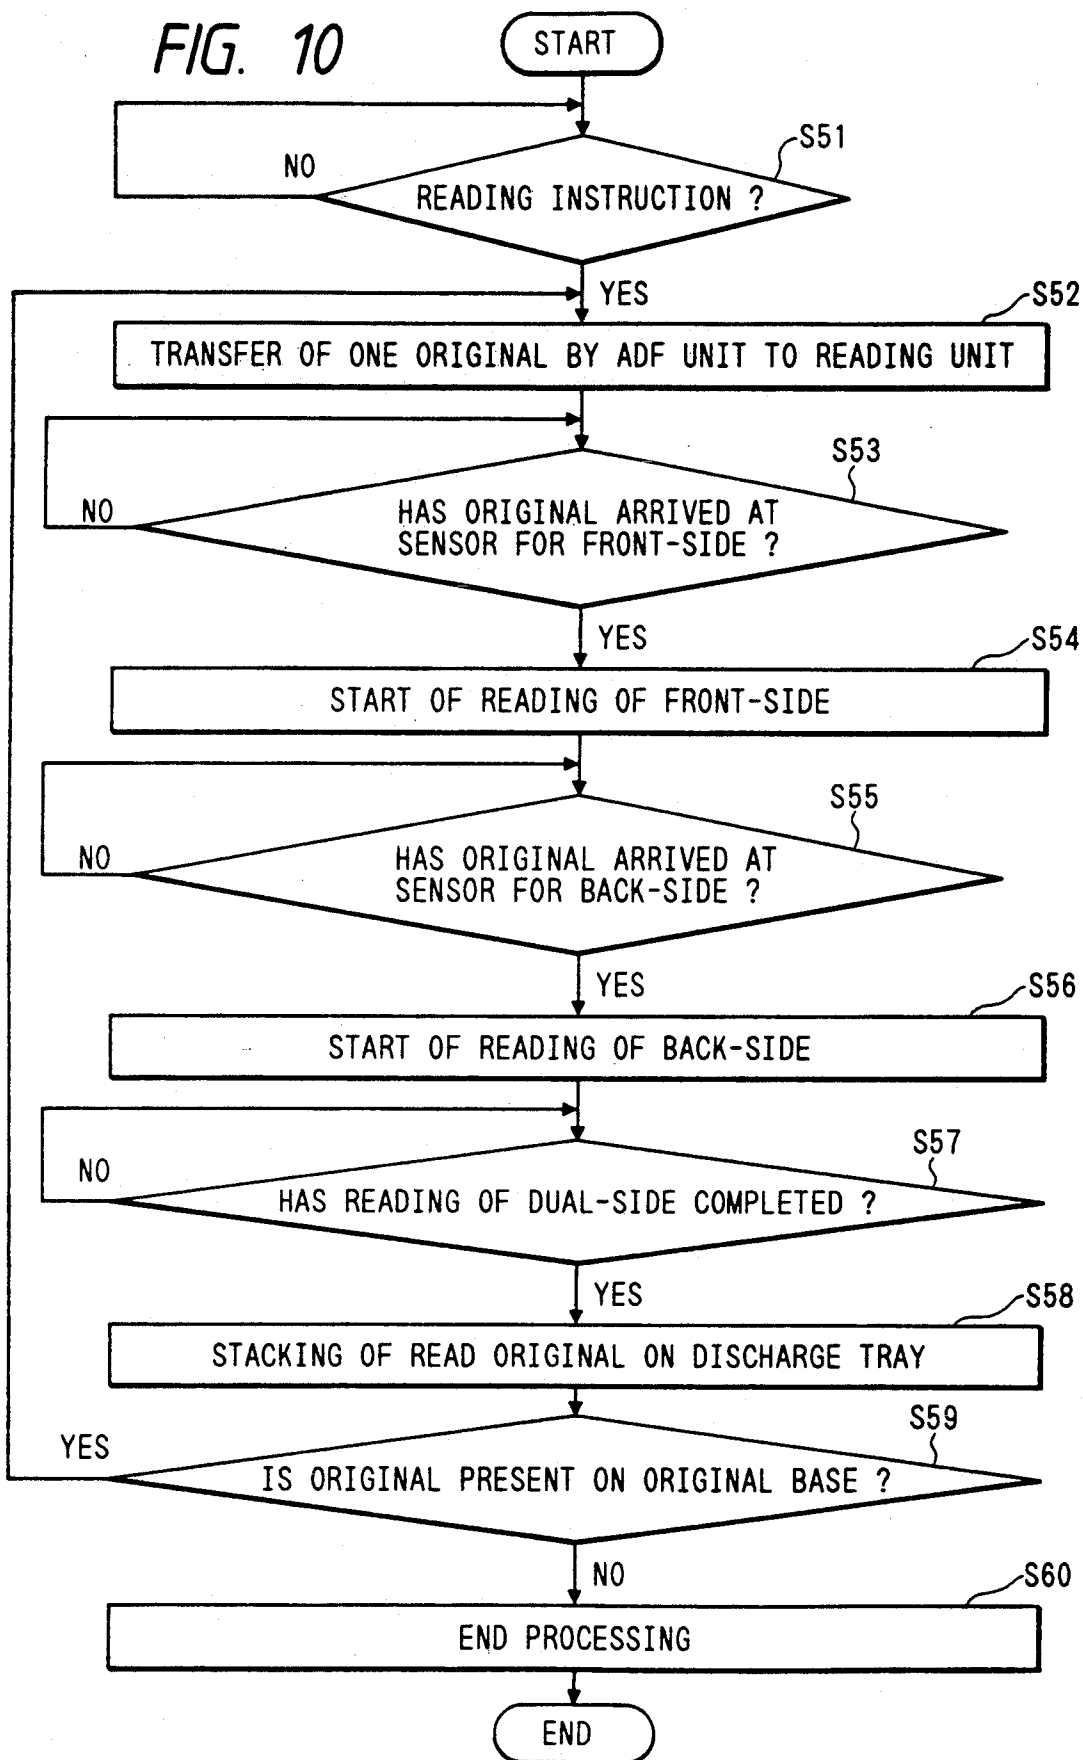 FIG. 10
START
S51
NO
READING INSTRUCTION ?
YES
S52
TRANSFER OF ONE ORIGINAL BY ADF UNIT TO READING UNIT
S53
NO
HAS ORIGINAL ARRIVED AT
SENSOR FOR FRONT-SIDE ?
YES
S54
START OF READING OF FRONT-SIDE
S55
NO
HAS ORIGINAL ARRIVED AT
SENSOR FOR BACK-SIDE ?
YES
S56
START OF READING OF BACK-SIDE
S57
NO
HAS READING OF DUAL-SIDE COMPLETED ?
YES
S58
STACKING OF READ ORIGINAL ON DISCHARGE TRAY
S59
YES
IS ORIGINAL PRESENT ON ORIGINAL BASE ?
NO
S60
END PROCESSING
END